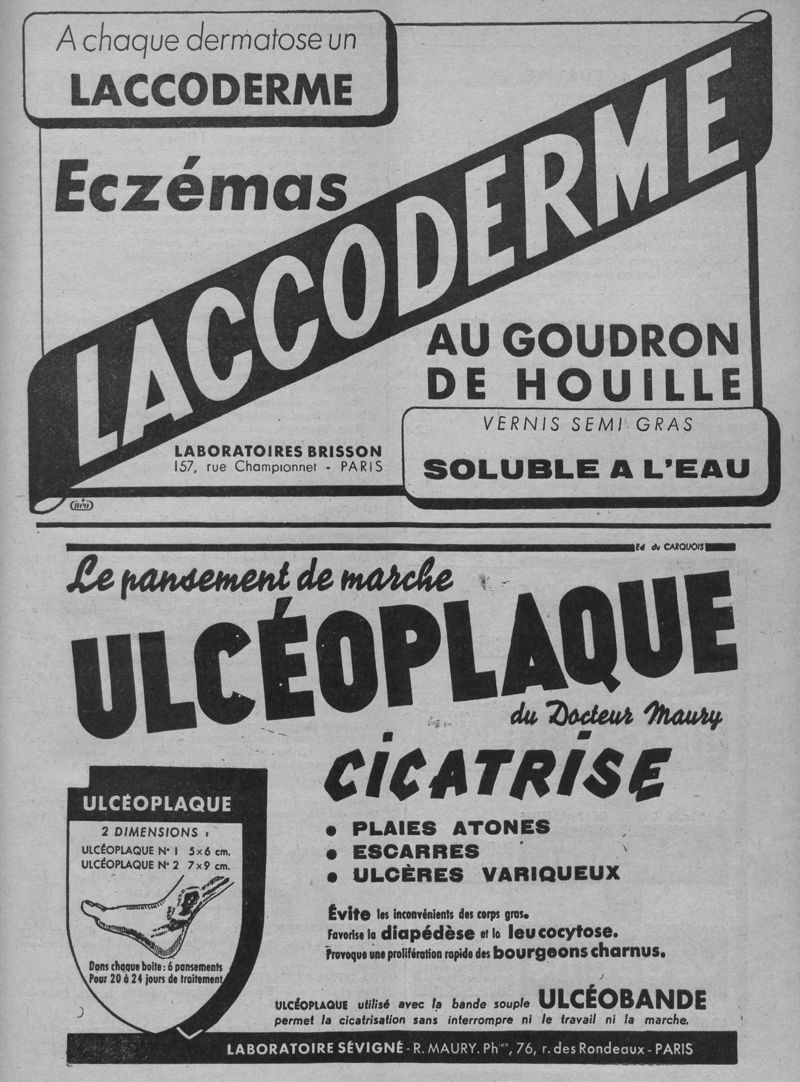 A chaque dermatose un
LACCODERME
Eczémas
LACCODERME
AU GOUDRON
DE HOUILLE
VERNIS SEMI GRAS
SOLUBLE A L'EAU
LABORATOIRES BRISSON
157, rue Championnet - PARIS
Ed du CARQUOIS
Le pansement de marche
ULCÉOPLAQUE
du Docteur Maury
CICATRISE
• PLAIES ATONES
• ESCARRES
• ULCÈRES VARIQUEUX
ULCÉOPLAQUE
2 DIMENSIONS :
ULCÉOPLAQUE N° 1 5×6 cm.
ULCÉOPLAQUE N° 2 7×9 cm.
Dans chaque boîte : 6 pansements
Pour 20 à 24 jours de traitement
Évite les inconvénients des corps gras.
Favorise la diapédèse et la leucocytose.
Provoque une prolifération rapide des bourgeons charnus.
ULCÉOPLAQUE utilisé avec la bande souple ULCÉOBANDE
permet la cicatrisation sans interrompre ni le travail ni la marche.
LABORATOIRE SÉVIGNÉ - R. MAURY. Phien, 76, r. des Rondeaux - PARIS